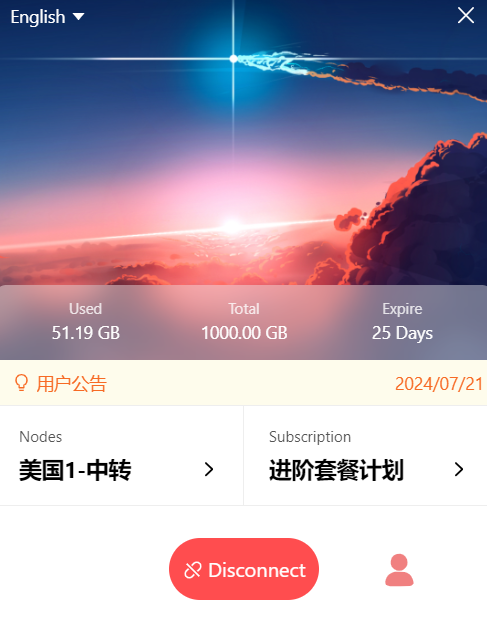 English
Used Total Expire
51.19 GB 1000.00 GB 25 Days
用户公告 2024/07/21
Nodes Subscription
美国1-中转 进阶套餐计划
Disconnect